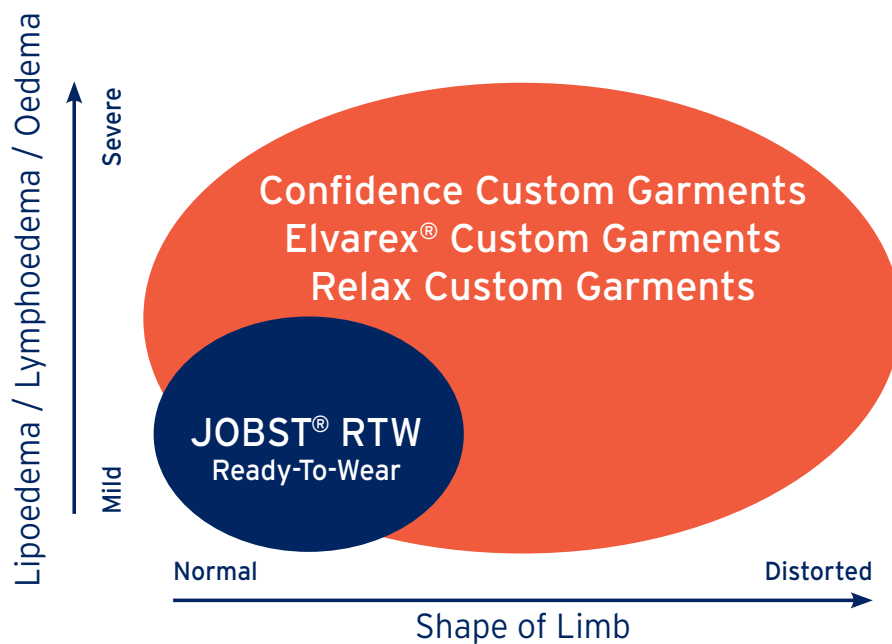 Lipoedema / Lymphoedema / Oedema
Severe
Mild
Confidence Custom Garments
Elvarex® Custom Garments
Relax Custom Garments
JOBST® RTW
Ready-To-Wear
Normal
Distorted
Shape of Limb